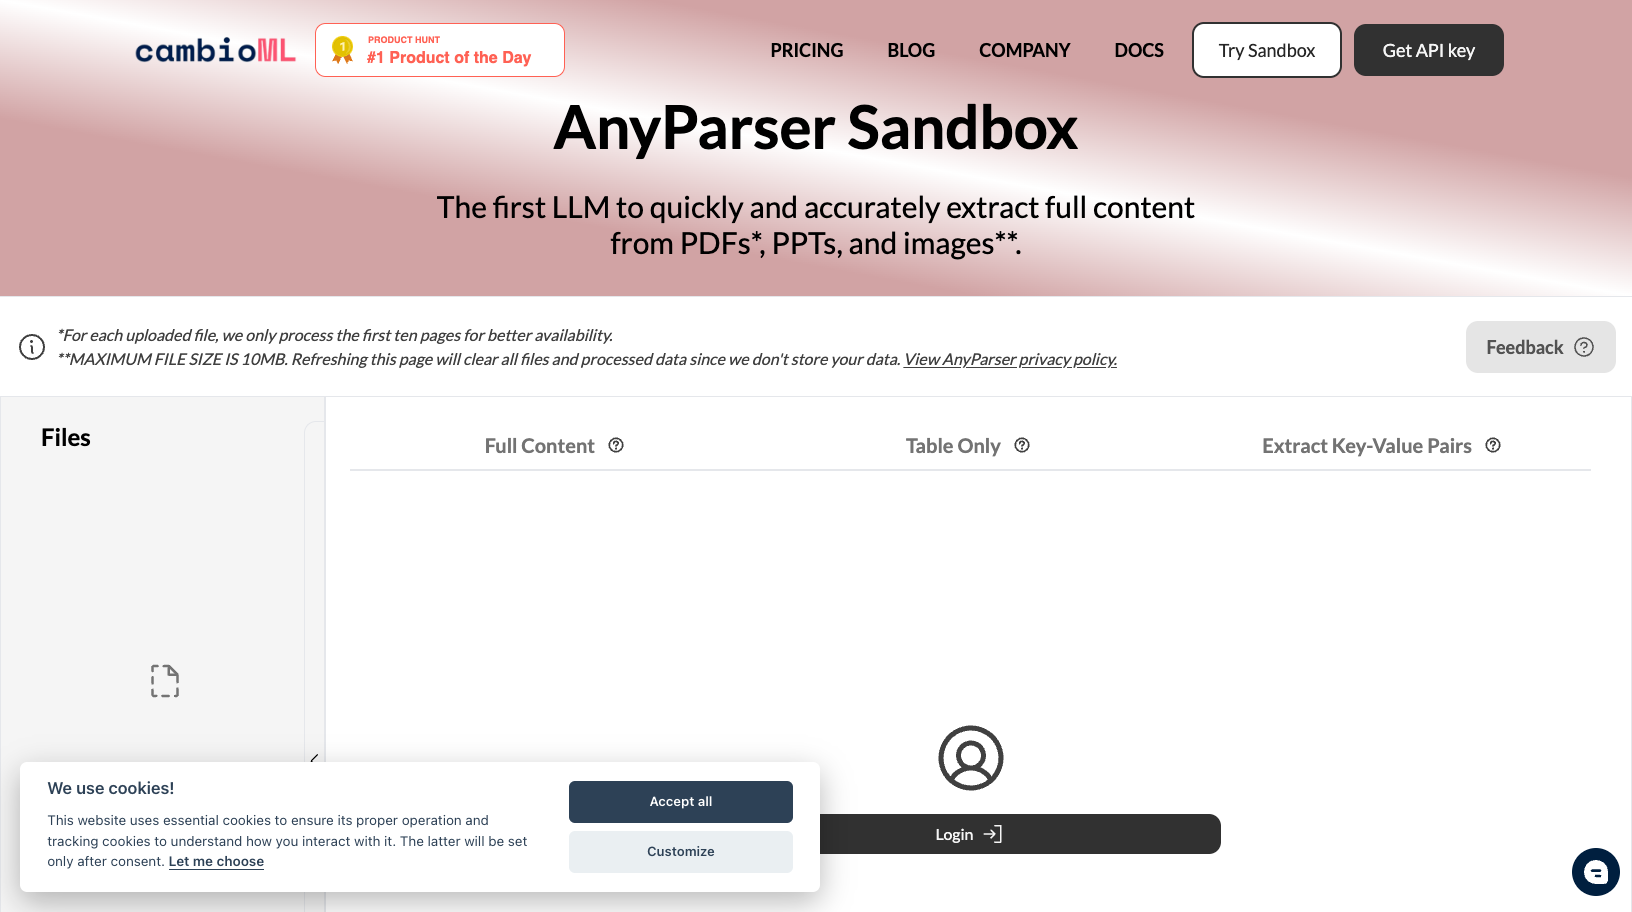 cambioML
1
PRODUCT HUNT
#1 Product of the Day
PRICING
BLOG
COMPANY
DOCS
Try Sandbox
Get API key
AnyParser Sandbox
The first LLM to quickly and accurately extract full content
from PDFs*, PPTs, and images**.
*For each uploaded file, we only process the first ten pages for better availability.
**MAXIMUM FILE SIZE IS 10MB. Refreshing this page will clear all files and processed data since we don't store your data. View AnyParser privacy policy.
Feedback
Files
Full Content
Table Only
Extract Key-Value Pairs
Login
We use cookies!
This website uses essential cookies to ensure its proper operation and
tracking cookies to understand how you interact with it. The latter will be set
only after consent. Let me choose
Accept all
Customize